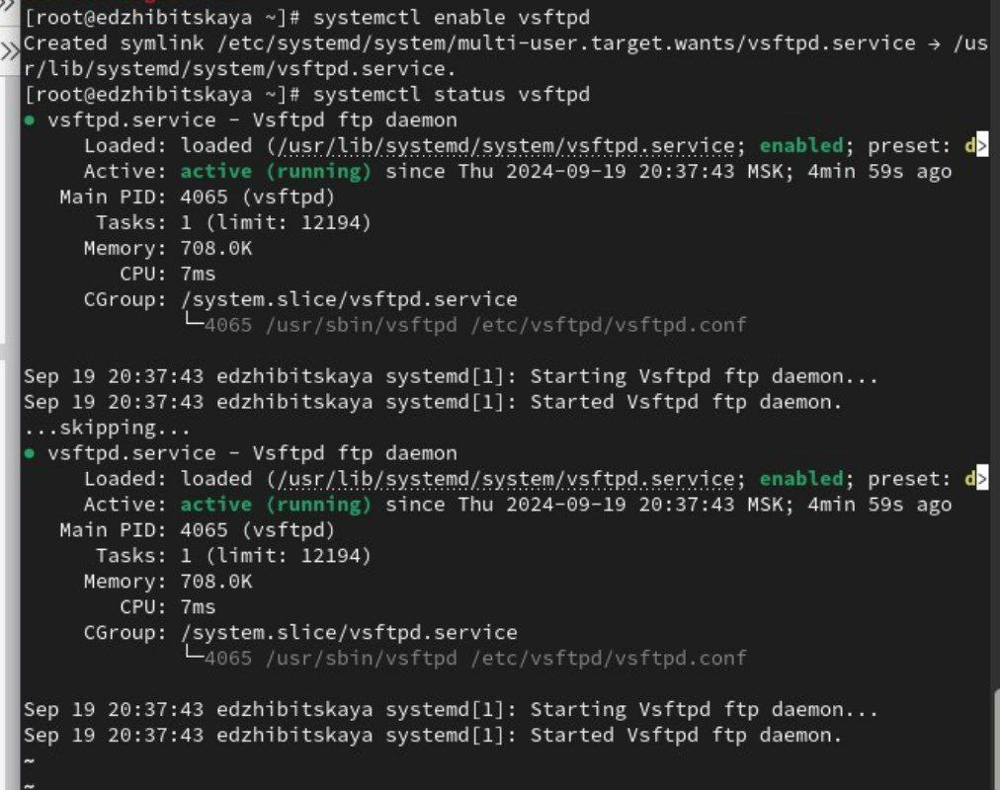 [root@edzhibitskaya ~]# systemctl enable vsftpd
Created symlink /etc/systemd/system/multi-user.target.wants/vsftpd.service → /us
r/lib/systemd/system/vsftpd.service.
[root@edzhibitskaya ~]# systemctl status vsftpd
● vsftpd.service - Vsftpd ftp daemon
     Loaded: loaded (/usr/lib/systemd/system/vsftpd.service; enabled; preset: d>
     Active: active (running) since Thu 2024-09-19 20:37:43 MSK; 4min 59s ago
   Main PID: 4065 (vsftpd)
      Tasks: 1 (limit: 12194)
     Memory: 708.0K
        CPU: 7ms
     CGroup: /system.slice/vsftpd.service
             └─4065 /usr/sbin/vsftpd /etc/vsftpd/vsftpd.conf

Sep 19 20:37:43 edzhibitskaya systemd[1]: Starting Vsftpd ftp daemon...
Sep 19 20:37:43 edzhibitskaya systemd[1]: Started Vsftpd ftp daemon.
...skipping...
● vsftpd.service - Vsftpd ftp daemon
     Loaded: loaded (/usr/lib/systemd/system/vsftpd.service; enabled; preset: d>
     Active: active (running) since Thu 2024-09-19 20:37:43 MSK; 4min 59s ago
   Main PID: 4065 (vsftpd)
      Tasks: 1 (limit: 12194)
     Memory: 708.0K
        CPU: 7ms
     CGroup: /system.slice/vsftpd.service
             └─4065 /usr/sbin/vsftpd /etc/vsftpd/vsftpd.conf

Sep 19 20:37:43 edzhibitskaya systemd[1]: Starting Vsftpd ftp daemon...
Sep 19 20:37:43 edzhibitskaya systemd[1]: Started Vsftpd ftp daemon.
~
~